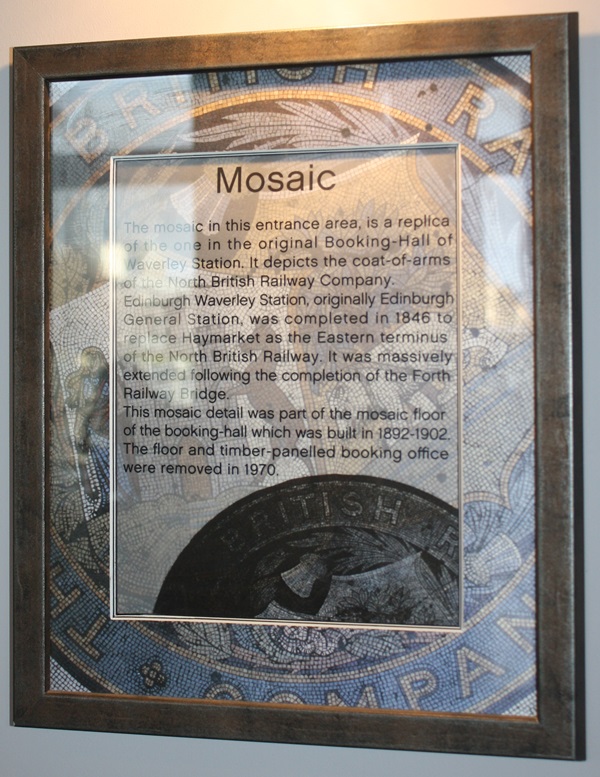 BRITISH RA
Mosaic
The mosaic in this entrance area, is a replica
of the one in the original Booking-Hall of
Waverley Station. It depicts the coat-of-arms
of the North British Railway Company.
Edinburgh Waverley Station, originally Edinburgh
General Station, was completed in 1846 to
replace Haymarket as the Eastern terminus
of the North British Railway. It was massively
extended following the completion of the Forth
Railway Bridge.
This mosaic detail was part of the mosaic floor
of the booking-hall which was built in 1892-1902.
The floor and timber-panelled booking office
were removed in 1970.
BRITISH R
TH
COMPAN